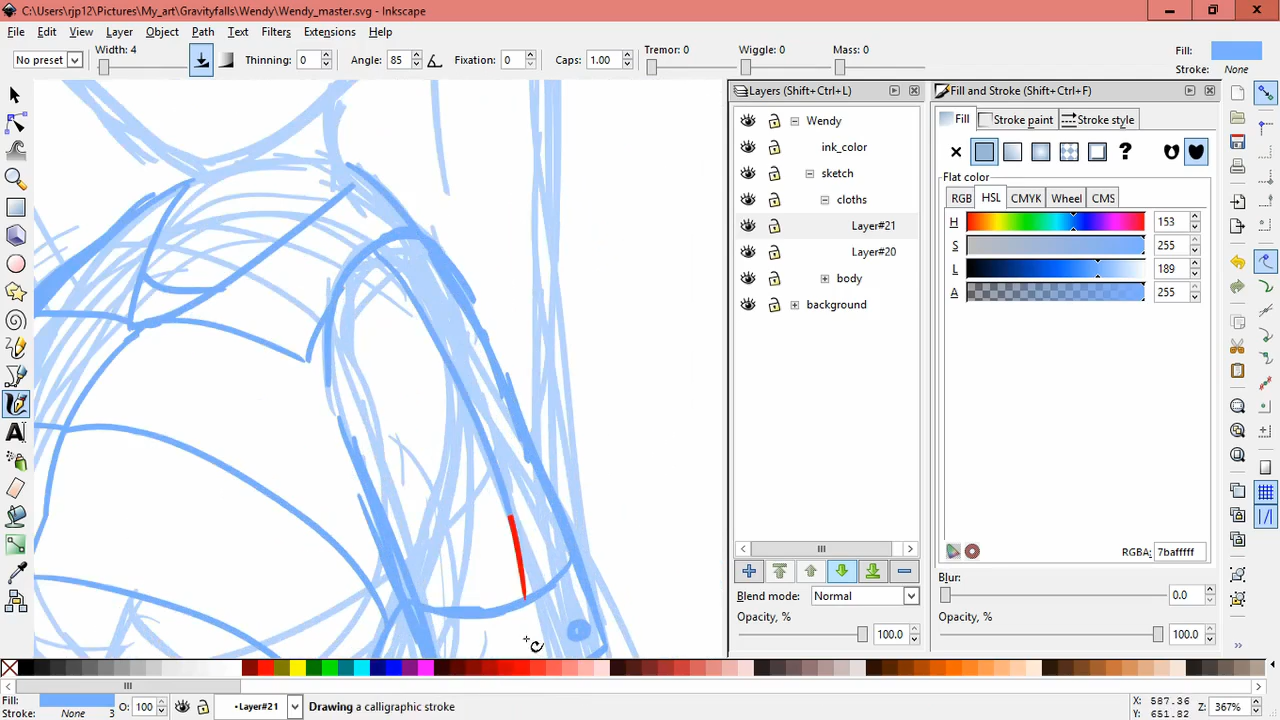 C:\Users\rjp12\Pictures\My_art\Gravityfalls\Wendy\Wendy_master.svg - Inkscape
File Edit View Layer Object Path Text Filters Extensions Help
No preset Width: 4 Thinning: 0 Angle: 85 Fixation: 0 Caps: 1.00 Tremor: 0 Wiggle: 0 Mass: 0 Fill:
Stroke: None
Layers (Shift+Ctrl+L) Fill and Stroke (Shift+Ctrl+F)
Wendy
ink_color
sketch
cloths
Layer#21
Layer#20
body
background
Fill Stroke paint Stroke style
Flat color
RGB HSL CMYK Wheel CMS
H 153
S 255
L 189
A 255
RGBA: 7bafffff
Blur:
0.0
Blend mode: Normal
Opacity, % Opacity, %
100.0 100.0
Fill:
Stroke: None 3
O: 100 •Layer#21 Drawing a calligraphic stroke
X: 587.36
Y: 651.82
Z: 367%